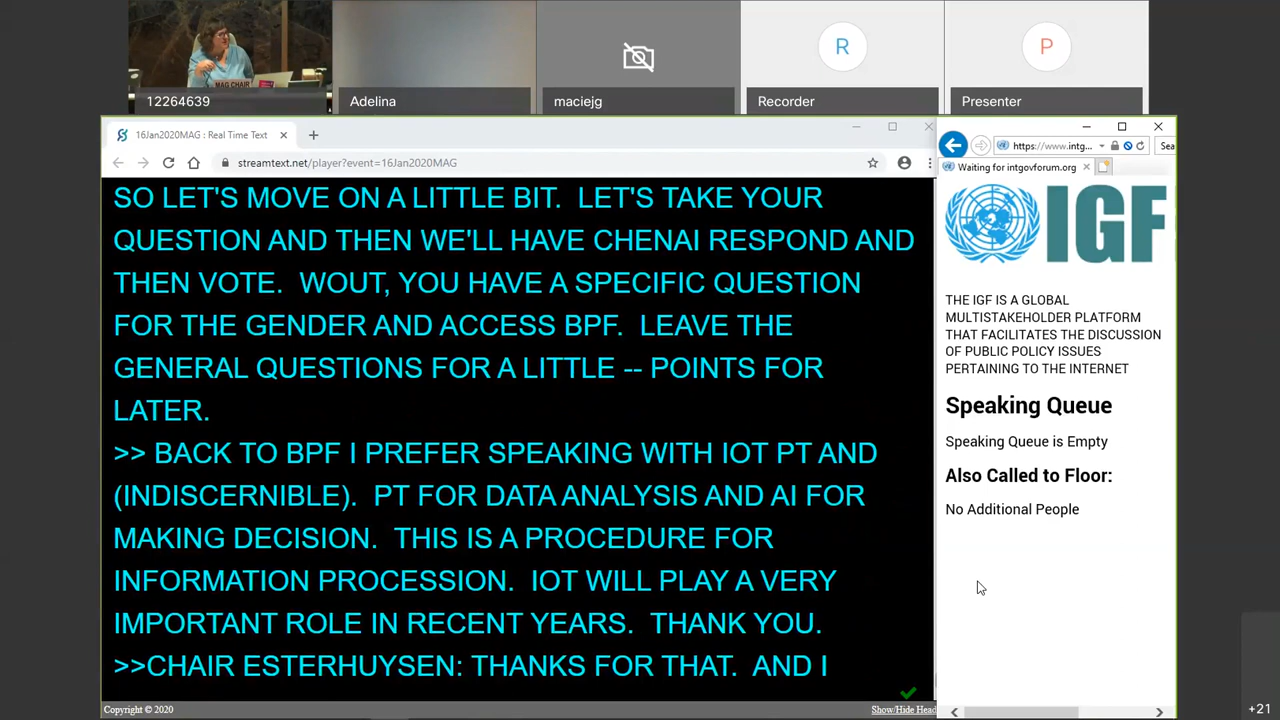 MAG CHAIR
12264639
Adelina
maciejg
R
Recorder
P
Presenter
16Jan2020MAG : Real Time Text
streamtext.net/player?event=16Jan2020MAG
SO LET'S MOVE ON A LITTLE BIT.  LET'S TAKE YOUR
QUESTION AND THEN WE'LL HAVE CHENAI RESPOND AND
THEN VOTE.  WOUT, YOU HAVE A SPECIFIC QUESTION
FOR THE GENDER AND ACCESS BPF.  LEAVE THE
GENERAL QUESTIONS FOR A LITTLE -- POINTS FOR
LATER.
>> BACK TO BPF I PREFER SPEAKING WITH IOT PT AND
(INDISCERNIBLE).  PT FOR DATA ANALYSIS AND AI FOR
MAKING DECISION.  THIS IS A PROCEDURE FOR
INFORMATION PROCESSION.  IOT WILL PLAY A VERY
IMPORTANT ROLE IN RECENT YEARS.  THANK YOU.
>>CHAIR ESTERHUYSEN: THANKS FOR THAT.  AND I
Copyright © 2020
Show/Hide Head
https://www.intg...
Sea
Waiting for intgovforum.org
IGF
THE IGF IS A GLOBAL
MULTISTAKEHOLDER PLATFORM
THAT FACILITATES THE DISCUSSION
OF PUBLIC POLICY ISSUES
PERTAINING TO THE INTERNET
Speaking Queue
Speaking Queue is Empty
Also Called to Floor:
No Additional People
+21